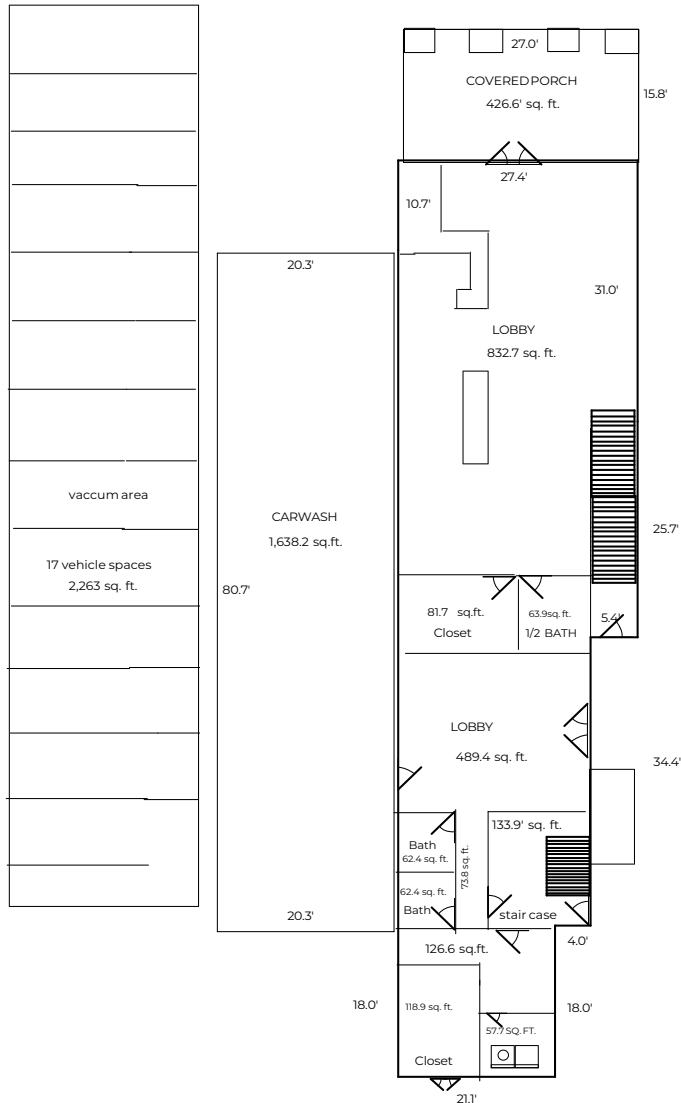 27.0'
COVERED PORCH
426.6' sq. ft.
15.8'
27.4'
10.7'
20.3'
31.0'
LOBBY
832.7 sq. ft.
vaccum area
CARWASH
1,638.2 sq.ft.
25.7'
17 vehicle spaces
2,263 sq. ft.
80.7'
81.7 sq.ft.
Closet
63.9sq. ft.
1/2 BATH
5.4'
LOBBY
489.4 sq. ft.
34.4'
133.9' sq. ft.
Bath
62.4 sq. ft.
73.8 sq. ft.
62.4 sq. ft.
Bath
stair case
20.3'
4.0'
126.6 sq.ft.
18.0'
118.9 sq. ft.
18.0'
57.7 SQ. FT.
Closet
21.1'